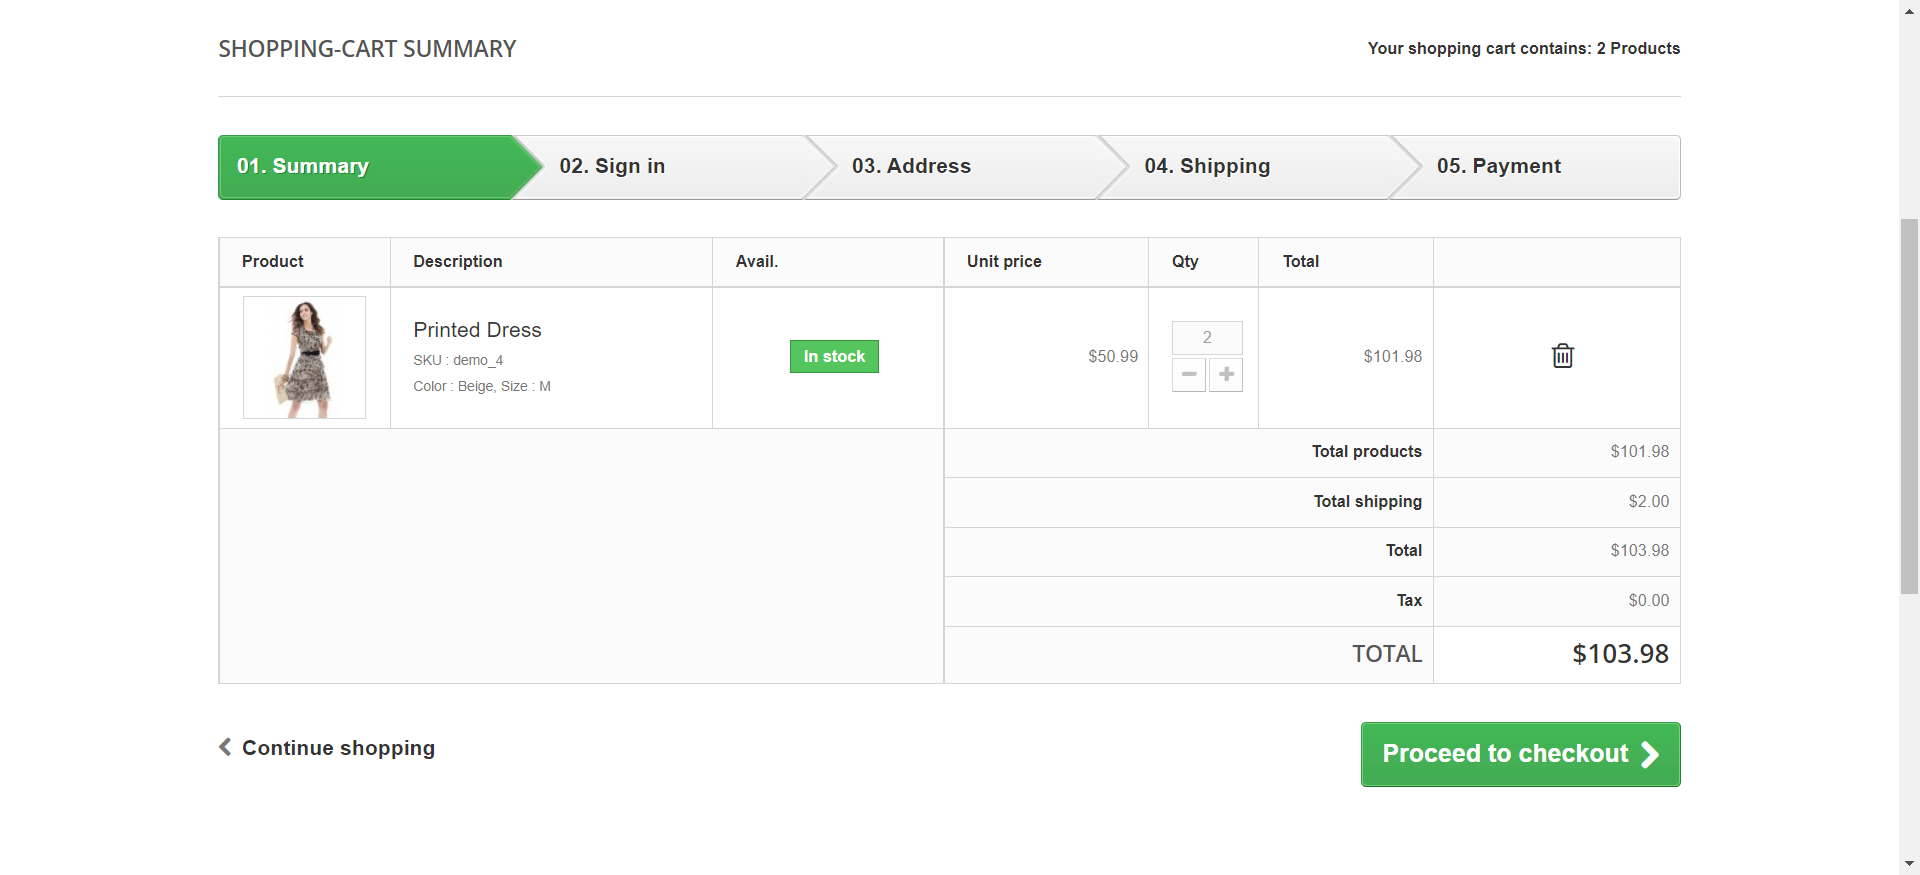 SHOPPING-CART SUMMARY
Your shopping cart contains: 2 Products
01. Summary
02. Sign in
03. Address
04. Shipping
05. Payment
Product
Description
Avail.
Unit price
Qty
Total
Printed Dress
SKU : demo_4
Color : Beige, Size : M
In stock
$50.99
2
$101.98
Total products
$101.98
Total shipping
$2.00
Total
$103.98
Tax
$0.00
TOTAL
$103.98
Continue shopping
Proceed to checkout